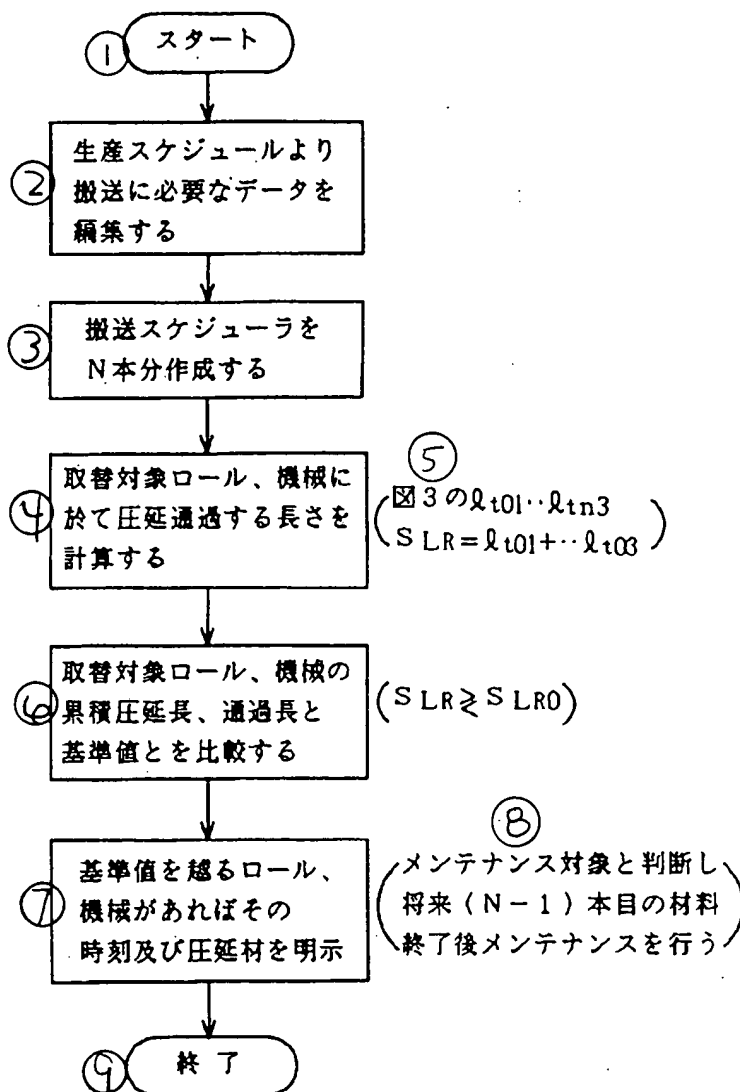 ① スタート
② 生産スケジュールより
搬送に必要なデータを
編集する
③ 搬送スケジューラを
N本分作成する
④ 取替対象ロール、機械に
於て圧延通過する長さを
計算する
⑤
図3のℓt01‥ℓtn3
SLR=ℓt01+‥ℓt03
⑥ 取替対象ロール、機械の
累積圧延長、通過長と
基準値とを比較する
(SLR≷SLR0)
⑦ 基準値を越るロール、
機械があればその
時刻及び圧延材を明示
⑧
メンテナンス対象と判断し
将来(N-1)本目の材料
終了後メンテナンスを行う
⑨ 終了